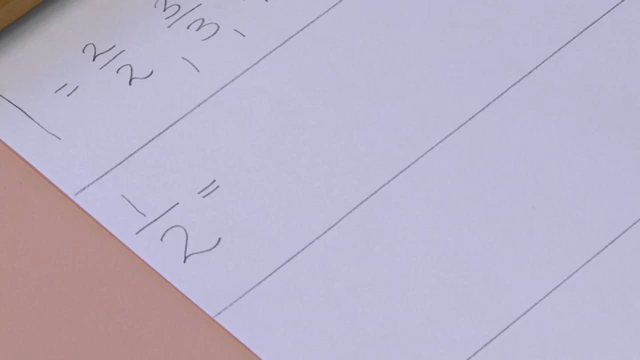 = 2/2
3/3
1/2 =